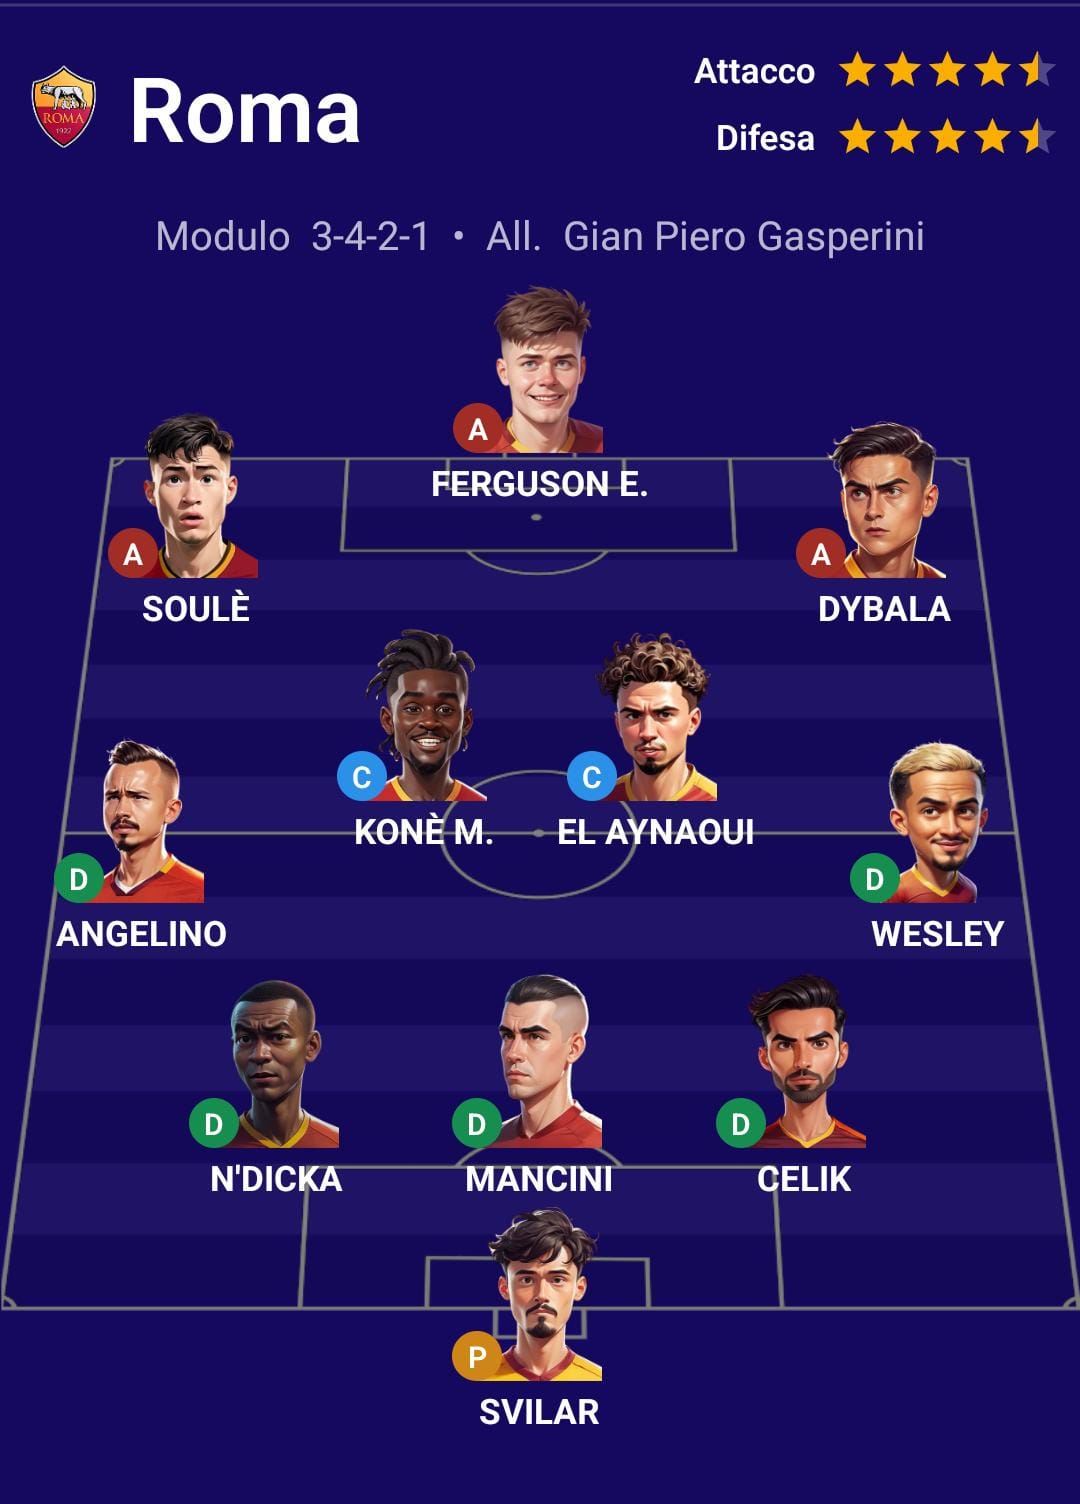 Roma
Attacco
Difesa
ROMA
1927
Modulo 3-4-2-1 • All. Gian Piero Gasperini
A
FERGUSON E.
A
SOULÈ
A
DYBALA
C
KONÈ M.
C
EL AYNAOUI
D
ANGELINO
D
WESLEY
D
N'DICKA
D
MANCINI
D
CELIK
P
SVILAR